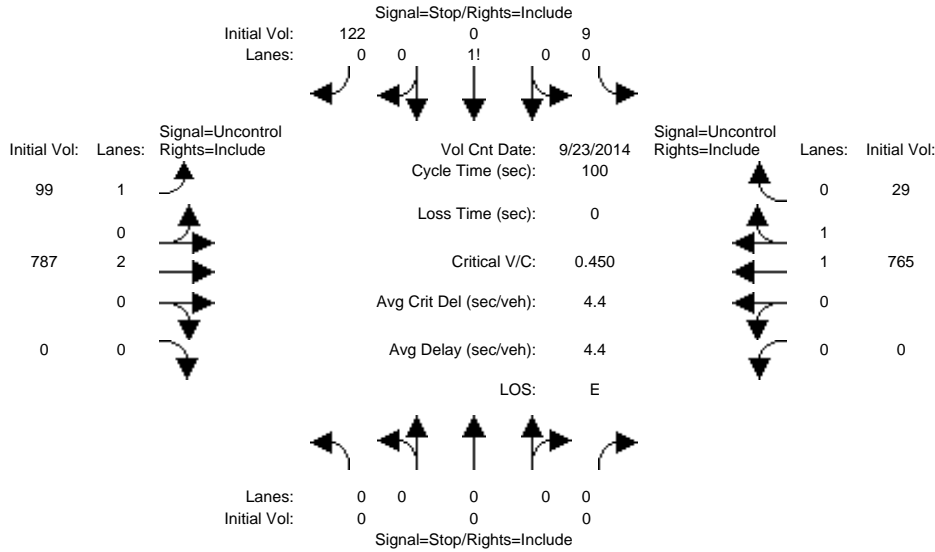 Signal=Stop/Rights=Include
Initial Vol: 122 0 9
Lanes: 0 0 1! 0 0
Signal=Uncontrol
Initial Vol: Lanes: Rights=Include
Vol Cnt Date: 9/23/2014
Signal=Uncontrol
Rights=Include Lanes: Initial Vol:
Cycle Time (sec): 100
99 1
0 29
Loss Time (sec): 0
0
1
787 2
Critical V/C: 0.450
1 765
0
Avg Crit Del (sec/veh): 4.4
0
0 0
Avg Delay (sec/veh): 4.4
0 0
LOS: E
Lanes: 0 0 0 0 0
Initial Vol: 0 0 0
Signal=Stop/Rights=Include